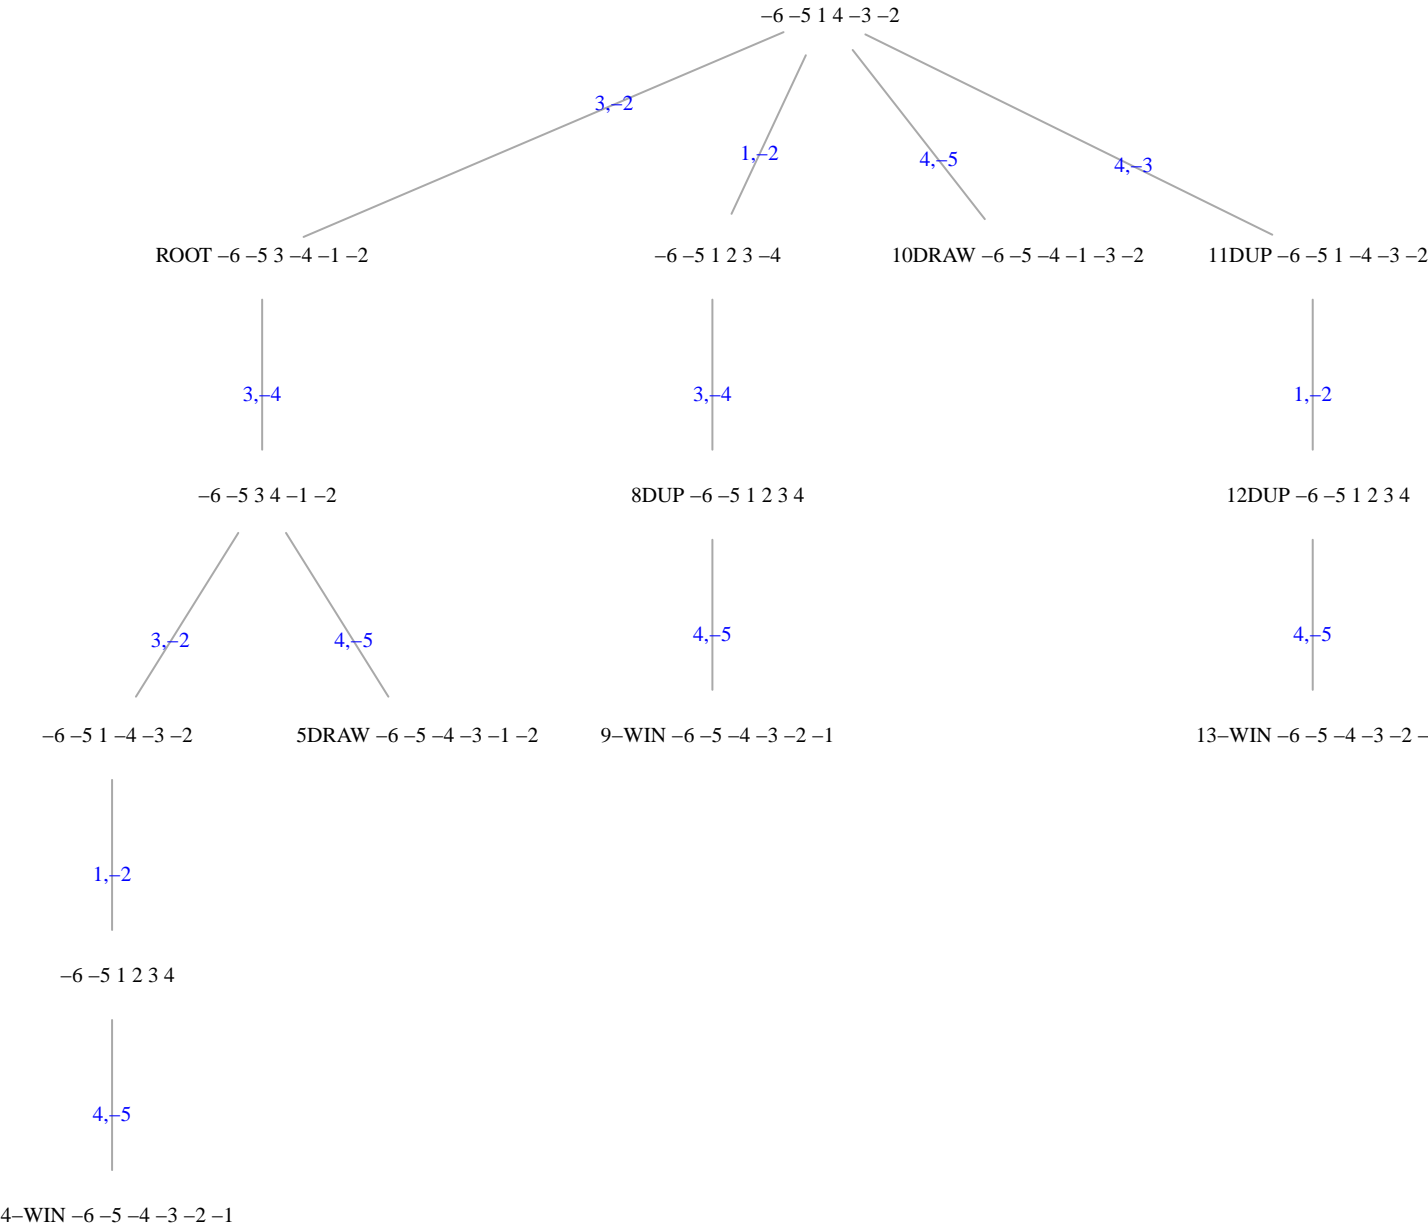 –6 –5 1 4 –3 –2
3,–2
1,–2
4,–5
4,–3
ROOT –6 –5 3 –4 –1 –2
–6 –5 1 2 3 –4
10DRAW –6 –5 –4 –1 –3 –2
11DUP –6 –5 1 –4 –3 –2
3,–4
3,–4
1,–2
–6 –5 3 4 –1 –2
8DUP –6 –5 1 2 3 4
12DUP –6 –5 1 2 3 4
3,–2
4,–5
4,–5
4,–5
–6 –5 1 –4 –3 –2
5DRAW –6 –5 –4 –3 –1 –2
9–WIN –6 –5 –4 –3 –2 –1
13–WIN –6 –5 –4 –3 –2 –
1,–2
–6 –5 1 2 3 4
4,–5
4–WIN –6 –5 –4 –3 –2 –1